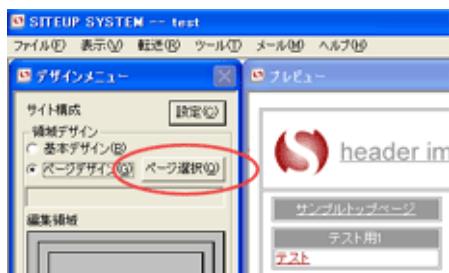 SITEUP SYSTEM -- test
ファイル(F) 表示(V) 転送(R) ツール(T) メール(M) ヘルプ(H)
デザインメニュー
サイト構成
設定(C)
領域デザイン
基本デザイン(B)
ページデザイン(G)
ページ選択(Q)
編集領域
プレビュー
header im
サンプルトップページ
テスト用1
テスト